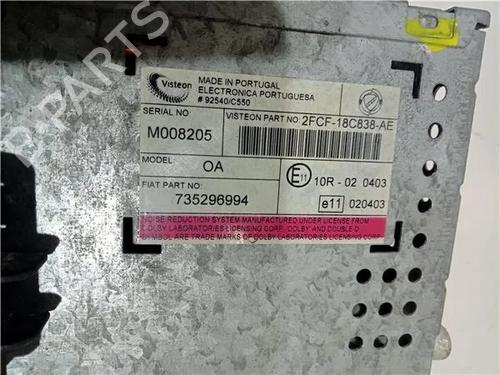 Visteon
MADE IN PORTUGAL
ELECTRONICA PORTUGUESA
# 92540/C550
SERIAL NO
M008205
VISTEON PART NO
2FCF-18C838-AE
MODEL:
OA
E11 10R - 02 0403
FIAT PART NO:
735296994
e11 020403
NOISE REDUCTION SYSTEM MANUFACTURED UNDER LICENSE FROM
DOLBY LABORATORIES LICENSING CORP. DOLBY AND DOUBLE-D
SYMBOL ARE TRADE MARKS OF DOLBY LABORATORIES LICENSING CORP.
PARTS